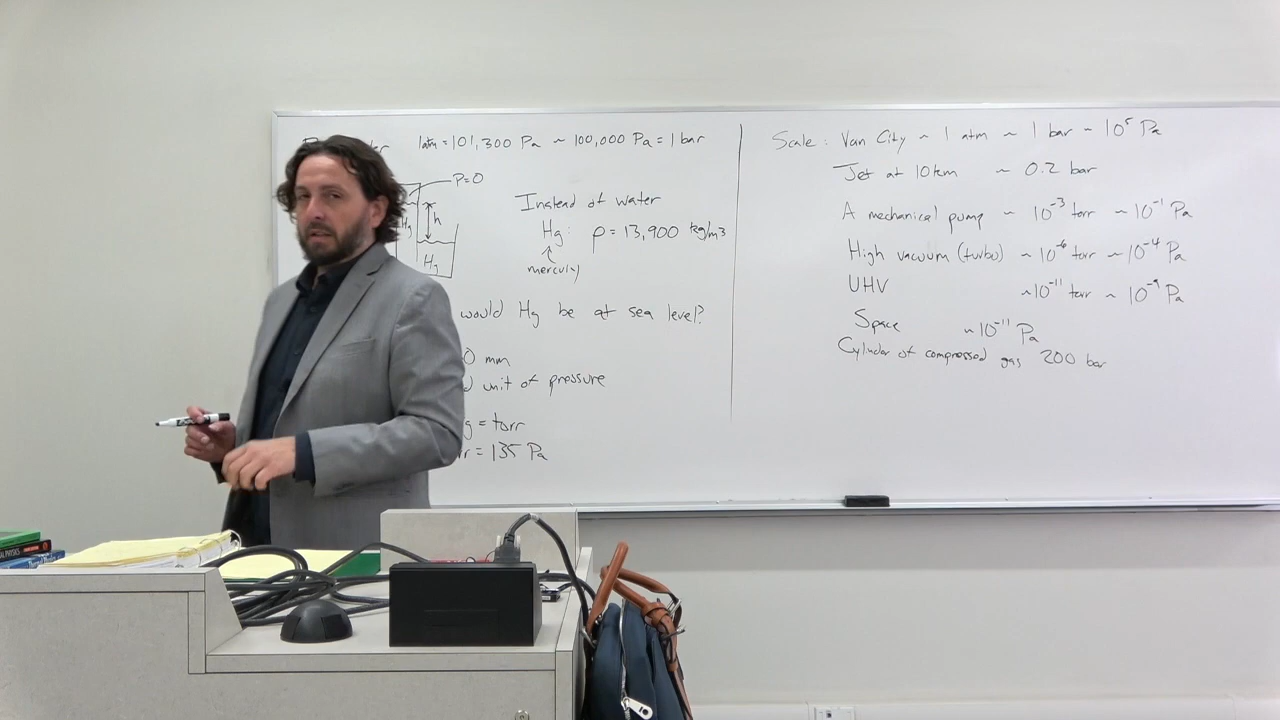 1atm = 101,300 Pa ~ 100,000 Pa = 1 bar
P=0
h
Hg
Instead of water
Hg: ρ = 13,900 kg/m³
↑
mercury
would Hg be at sea level?
0 mm
unit of pressure
g = torr
r = 135 Pa
Scale: Van City ~ 1 atm ~ 1 bar ~ 10⁵ Pa
Jet at 10km ~ 0.2 bar
A mechanical pump ~ 10⁻³ torr ~ 10⁻¹ Pa
High vacuum (turbo) ~ 10⁻⁶ torr ~ 10⁻⁴ Pa
UHV ~10⁻¹¹ torr ~ 10⁻⁹ Pa
Space ~ 10⁻¹¹ Pa
Cylinder of compressed gas 200 bar
PHYSICS